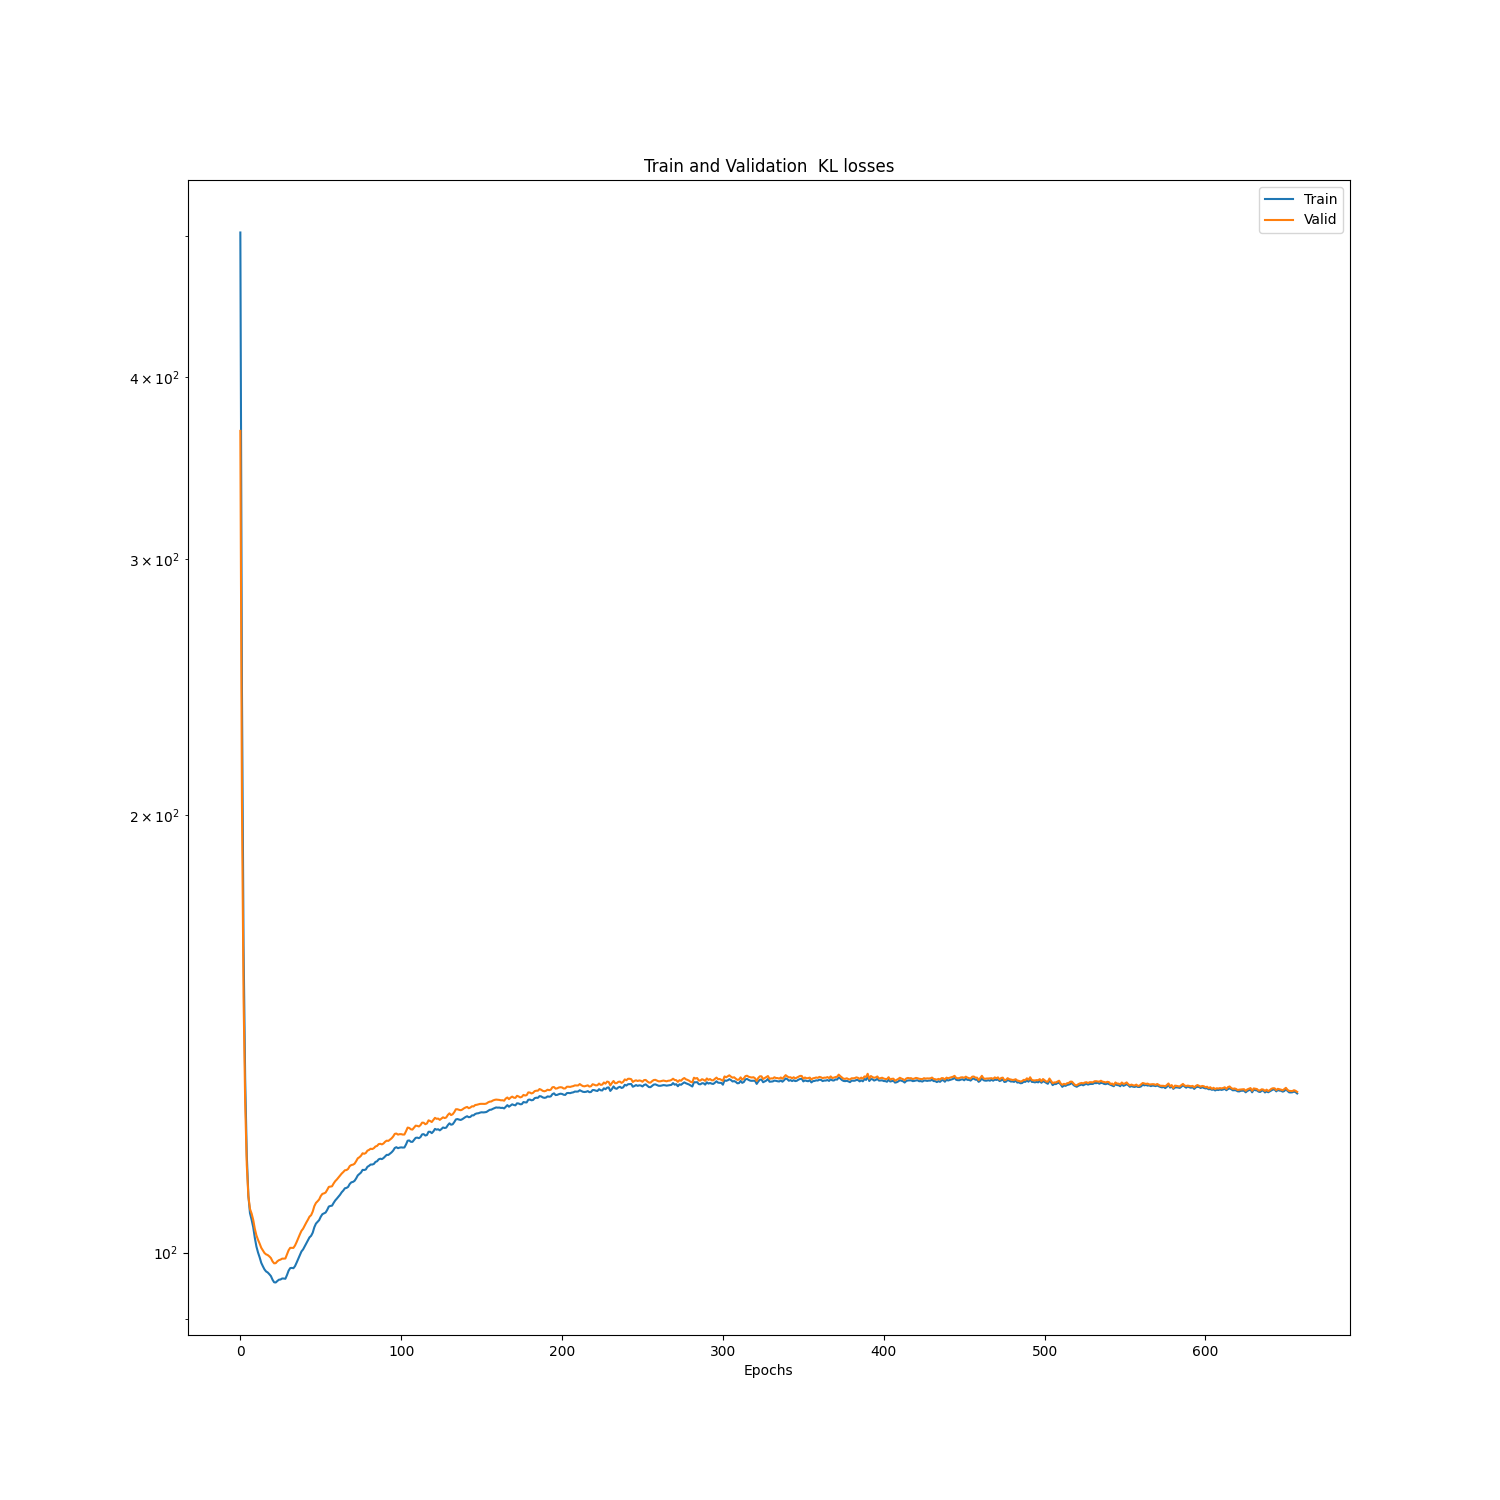 Train and Validation  KL losses
Train
Valid
4 × 10²
3 × 10²
2 × 10²
10²
0 100 200 300 400 500 600
Epochs